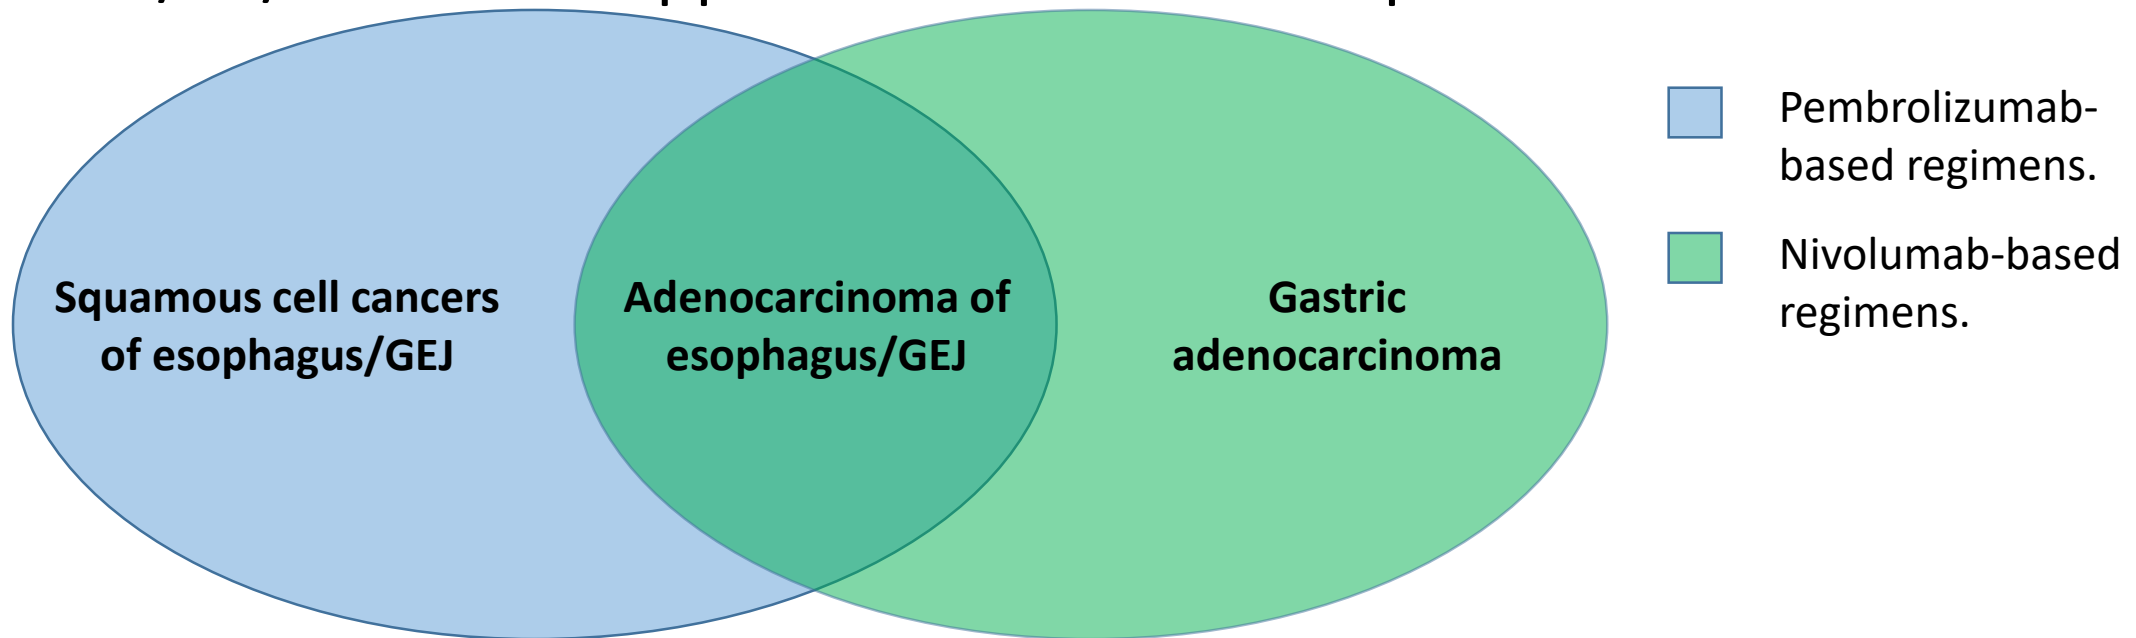 Squamous cell cancers
of esophagus/GEJ
Adenocarcinoma of
esophagus/GEJ
Gastric
adenocarcinoma
Pembrolizumab-
based regimens.
Nivolumab-based
regimens.